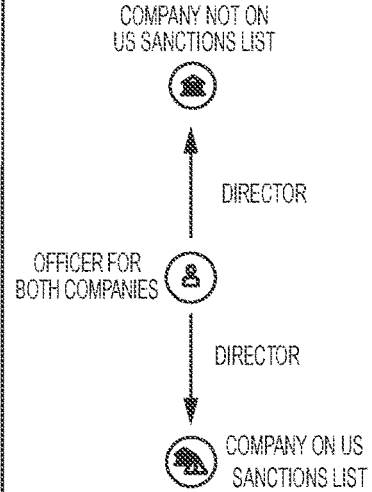 COMPANY NOT ON
US SANCTIONS LIST
DIRECTOR
OFFICER FOR
BOTH COMPANIES
DIRECTOR
COMPANY ON US
SANCTIONS LIST